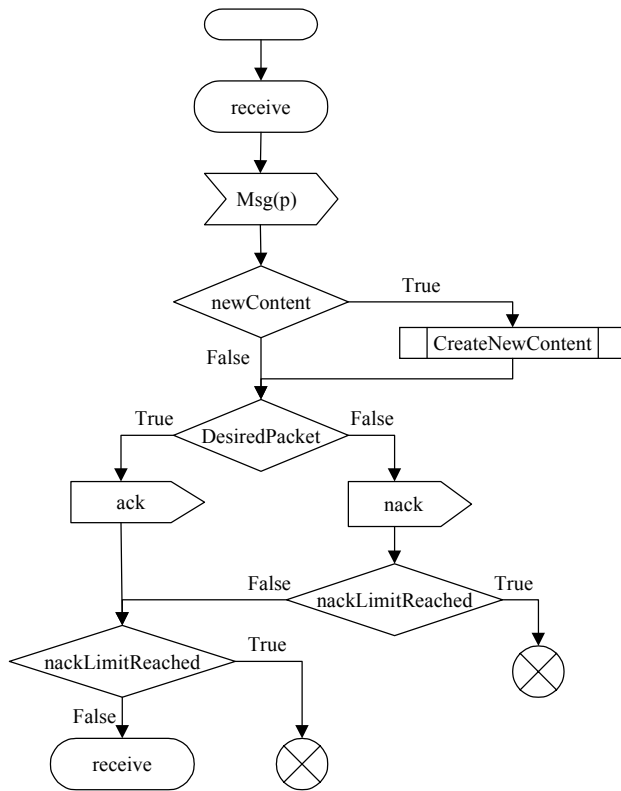 receive
Msg(p)
newContent
True
CreateNewContent
False
True
DesiredPacket
False
ack
nack
False
nackLimitReached
True
nackLimitReached
True
False
receive